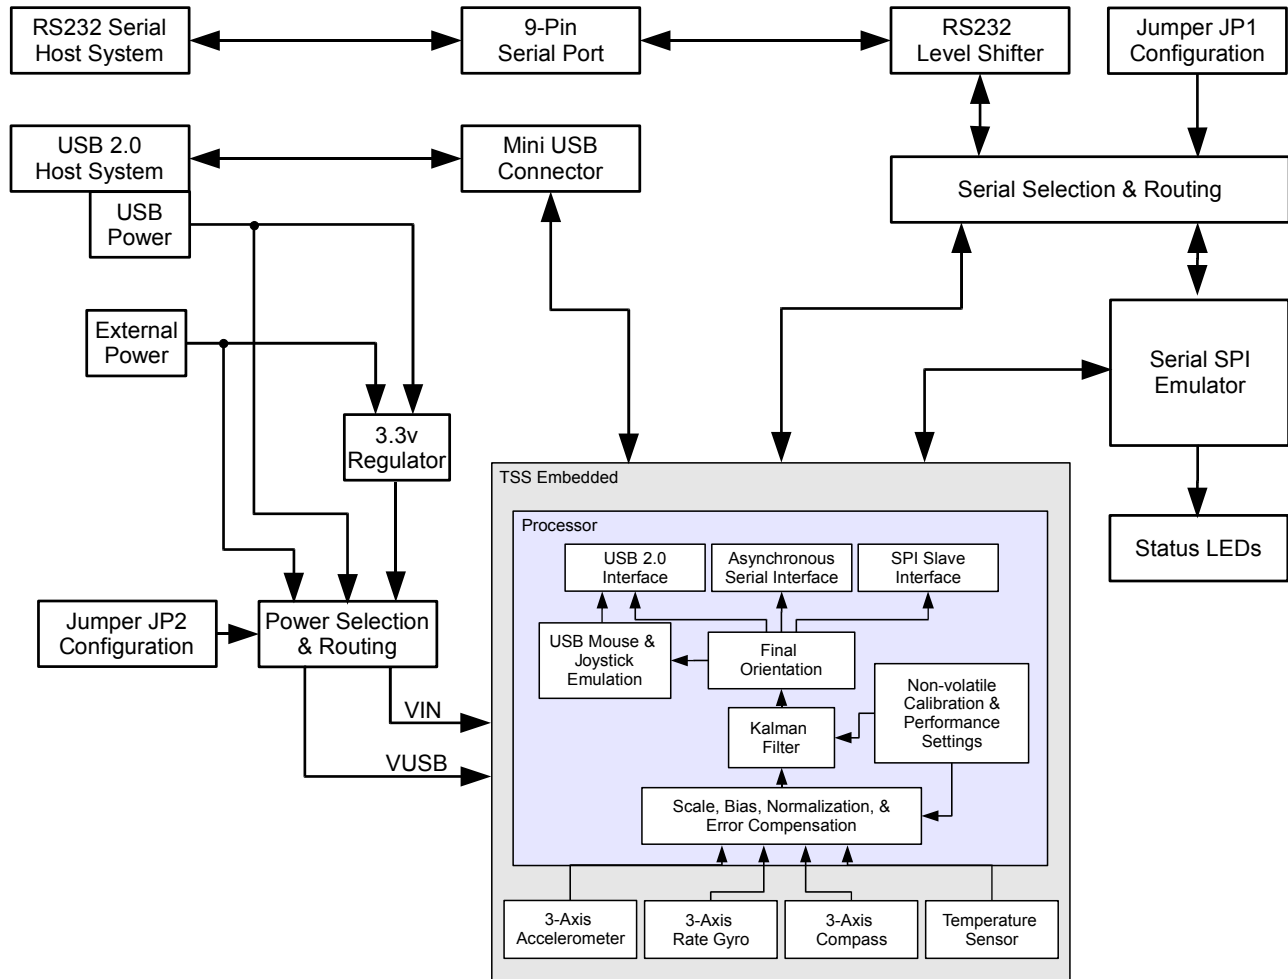 RS232 Serial
Host System
9-Pin
Serial Port
RS232
Level Shifter
Jumper JP1
Configuration
USB 2.0
Host System
Mini USB
Connector
Serial Selection & Routing
USB
Power
External
Power
Serial SPI
Emulator
3.3v
Regulator
TSS Embedded
Processor
USB 2.0
Interface
Asynchronous
Serial Interface
SPI Slave
Interface
Status LEDs
Jumper JP2
Configuration
Power Selection
& Routing
USB Mouse &
Joystick
Emulation
Final
Orientation
Non-volatile
Calibration &
Performance
Settings
VIN
Kalman
Filter
VUSB
Scale, Bias, Normalization, &
Error Compensation
3-Axis
Accelerometer
3-Axis
Rate Gyro
3-Axis
Compass
Temperature
Sensor